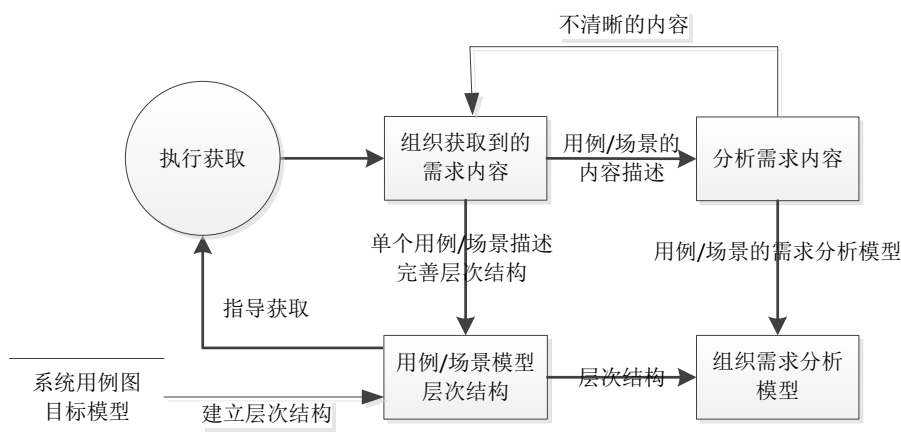 不清晰的内容
执行获取
组织获取到的
需求内容
用例/场景的
内容描述
分析需求内容
单个用例/场景描述
完善层次结构
用例/场景的需求分析模型
指导获取
系统用例图
目标模型
建立层次结构
用例/场景模型
层次结构
层次结构
组织需求分析
模型